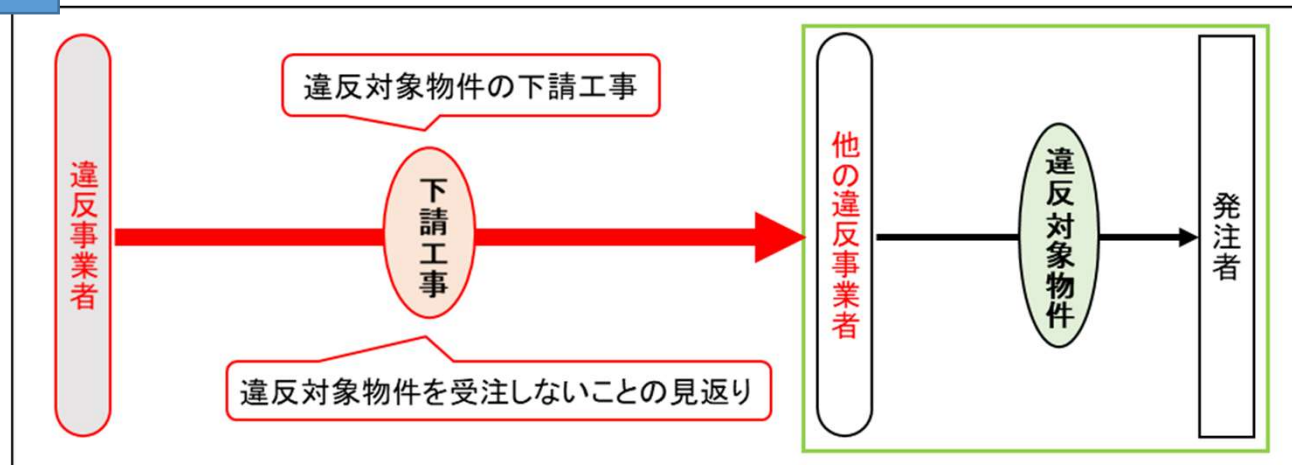 違反事業者
違反対象物件の下請工事
下請工事
違反対象物件を受注しないことの見返り
他の違反事業者
違反対象物件
発注者